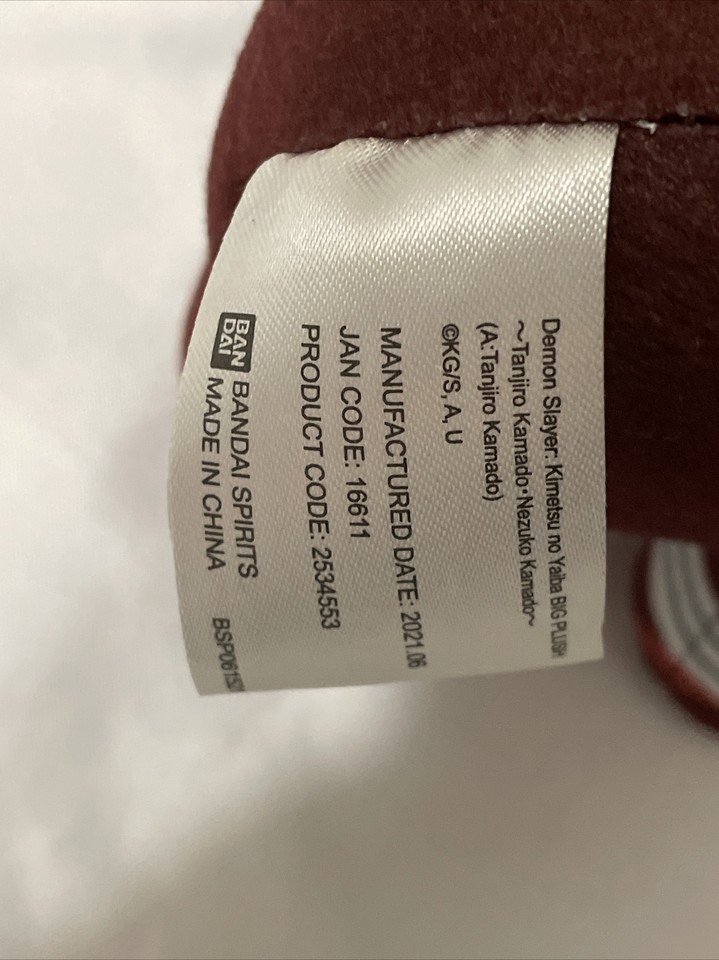 Demon Slayer: Kimetsu no Yaiba BIG PLUSH
～Tanjiro Kamado･Nezuko Kamado～
(A･Tanjiro Kamado)
©KG/S, A, U
MANUFACTURED DATE: 2021.06
JAN CODE: 16611
PRODUCT CODE: 2534553
BAN
DAI
BANDAI SPIRITS
MADE IN CHINA